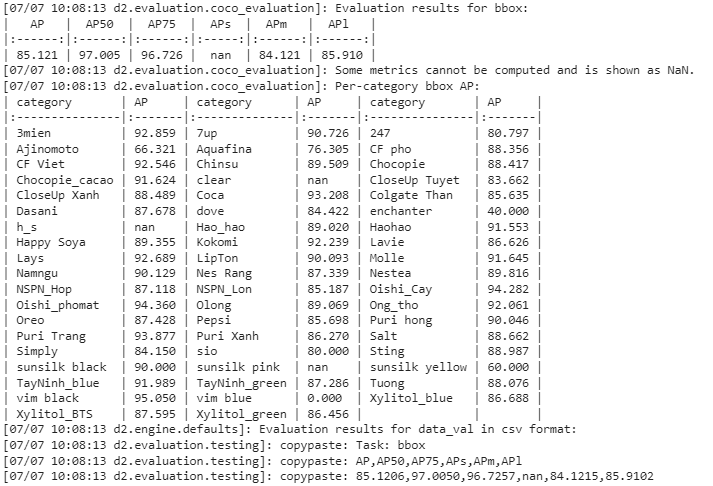 [07/07 10:08:13 d2.evaluation.coco_evaluation]: Evaluation results for bbox:
| AP | AP50 | AP75 | APs | APm | APl |
|:------:|:------:|:------:|:-----:|:------:|:------:|
| 85.121 | 97.005 | 96.726 | nan | 84.121 | 85.910 |
[07/07 10:08:13 d2.evaluation.coco_evaluation]: Some metrics cannot be computed and is shown as NaN.
[07/07 10:08:13 d2.evaluation.coco_evaluation]: Per-category bbox AP:
| category | AP | category | AP | category | AP |
|:---------------|:-------|:---------------|:-------|:----------------|:-------|
| 3mien | 92.859 | 7up | 90.726 | 247 | 80.797 |
| Ajinomoto | 66.321 | Aquafina | 76.305 | CF pho | 88.356 |
| CF Viet | 92.546 | Chinsu | 89.509 | Chocopie | 88.417 |
| Chocopie_cacao | 91.624 | clear | nan | CloseUp Tuyet | 83.662 |
| CloseUp Xanh | 88.489 | Coca | 93.208 | Colgate Than | 85.635 |
| Dasani | 87.678 | dove | 84.422 | enchanter | 40.000 |
| h_s | nan | Hao_hao | 89.020 | Haohao | 91.553 |
| Happy Soya | 89.355 | Kokomi | 92.239 | Lavie | 86.626 |
| Lays | 92.689 | LipTon | 90.093 | Molle | 91.645 |
| Namngu | 90.129 | Nes Rang | 87.339 | Nestea | 89.816 |
| NSPN_Hop | 87.118 | NSPN_Lon | 85.187 | Oishi_Cay | 94.282 |
| Oishi_phomat | 94.360 | Olong | 89.069 | Ong_tho | 92.061 |
| Oreo | 87.428 | Pepsi | 85.698 | Puri hong | 90.046 |
| Puri Trang | 93.877 | Puri Xanh | 86.270 | Salt | 88.662 |
| Simply | 84.150 | sio | 80.000 | Sting | 88.987 |
| sunsilk black | 90.000 | sunsilk pink | nan | sunsilk yellow | 60.000 |
| TayNinh_blue | 91.989 | TayNinh_green | 87.286 | Tuong | 88.076 |
| vim black | 95.050 | vim blue | 0.000 | Xylitol_blue | 86.688 |
| Xylitol_BTS | 87.595 | Xylitol_green | 86.456 | | |
[07/07 10:08:13 d2.engine.defaults]: Evaluation results for data_val in csv format:
[07/07 10:08:13 d2.evaluation.testing]: copypaste: Task: bbox
[07/07 10:08:13 d2.evaluation.testing]: copypaste: AP,AP50,AP75,APs,APm,APl
[07/07 10:08:13 d2.evaluation.testing]: copypaste: 85.1206,97.0050,96.7257,nan,84.1215,85.9102